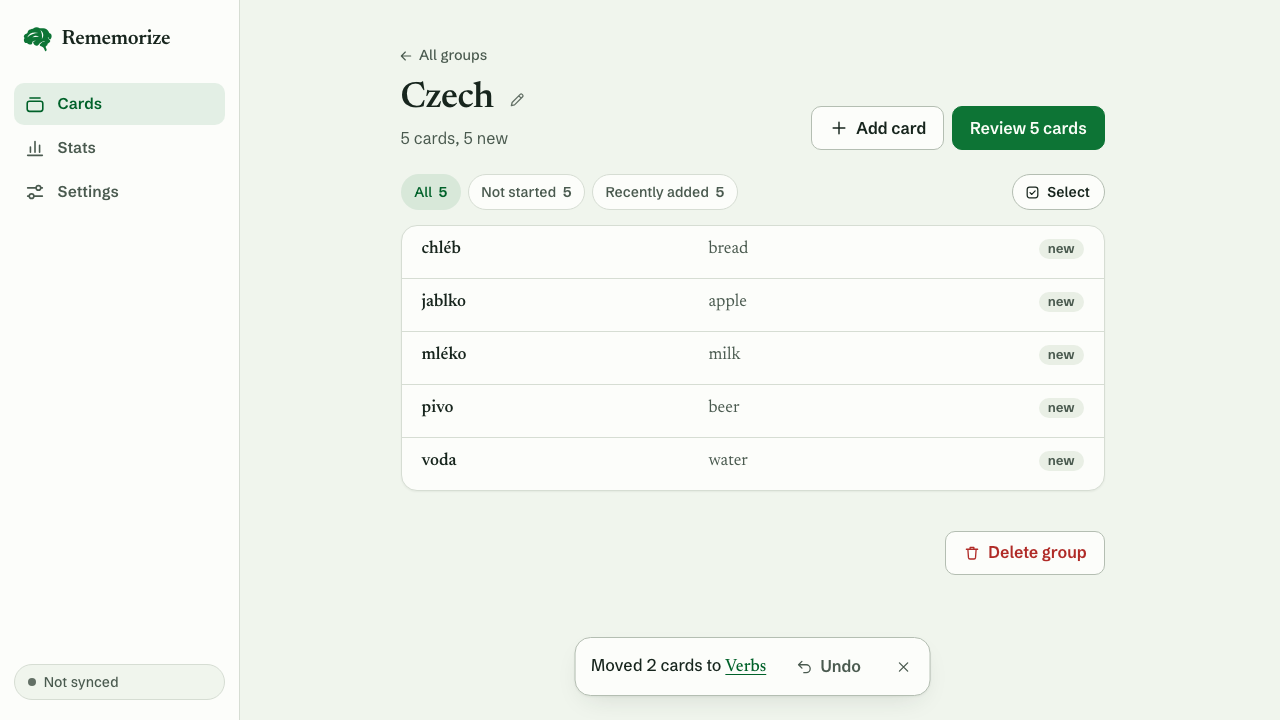 Rememorize
Cards
Stats
Settings
Not synced
All groups
Czech
5 cards, 5 new
Add card
Review 5 cards
All 5
Not started 5
Recently added 5
Select
chléb bread new
jablko apple new
mléko milk new
pivo beer new
voda water new
Delete group
Moved 2 cards to Verbs
Undo